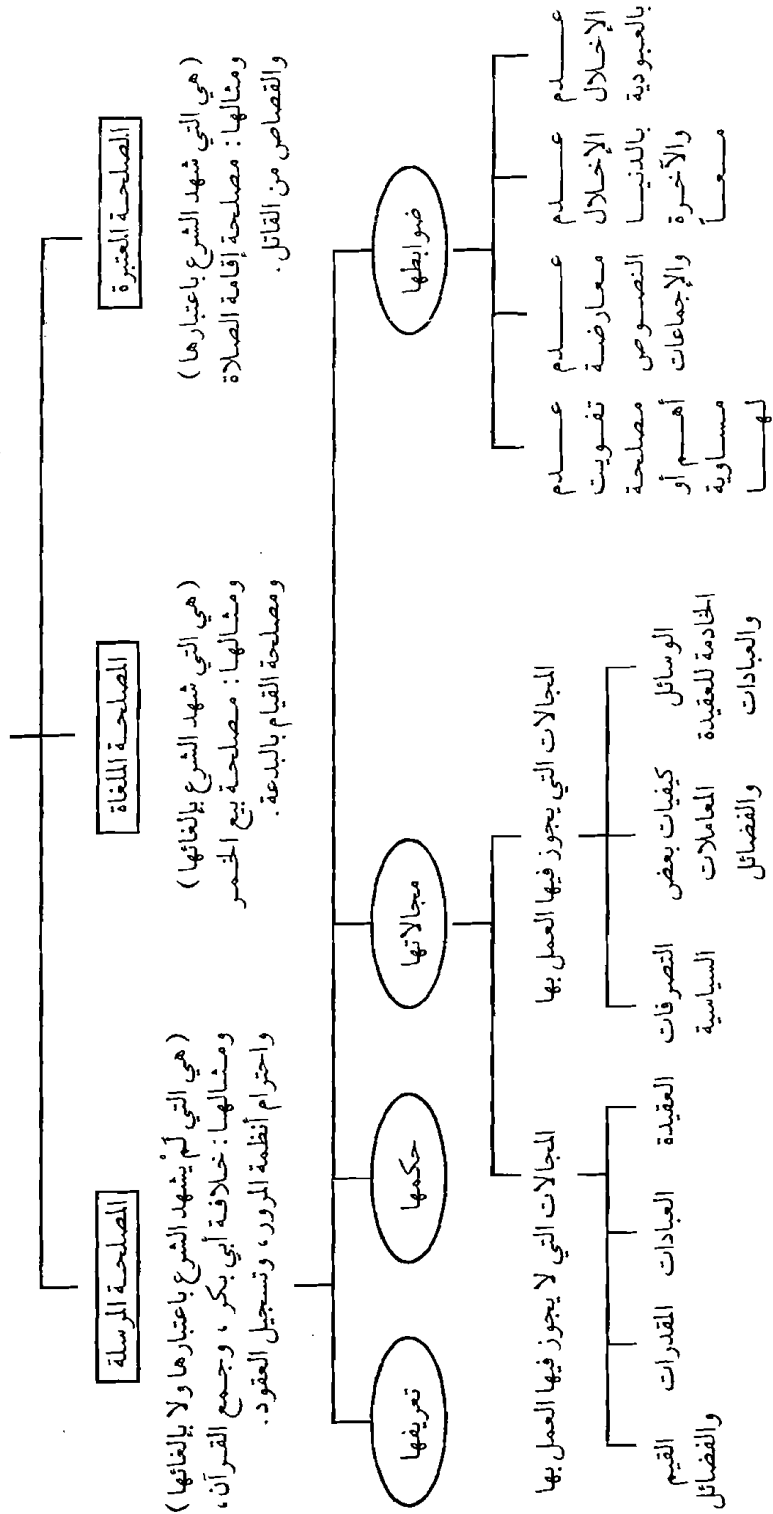 المصلحة المعتبرة
(هي التي شهد الشرع باعتبارها)
ومثالها: مصلحة إقامة الصلاة
والقصاص من القاتل.
المصلحة الملغاة
(هي التي شهد الشرع بإلغائها)
ومثالها: مصلحة بيع الخمر
ومصلحة القيام بالبدعة.
المصلحة المرسلة
(هي التي لَمْ يُشهد الشرع باعتبارها ولا بإلغائها)
ومثالها: خلافة أبي بكر، وجمع القرآن،
واحترام أنظمة المرور، وتسجيل العقود.
ضوابطها
مجالاتها
حكمها
تعريفها
عدم
الإخلال
بالعبودية
عدم
الإخلال
بالدنيا
والآخرة
معاً
عدم
معارضة
النصوص
والإجماعات
عدم
تفويت
مصلحة
أهم أو
مساوية
لها
المجالات التي يجوز فيها العمل بها
الوسائل
الخادمة للعقيدة
والعبادات
كيفيات بعض
المعاملات
والفضائل
التصرفات
السياسية
المجالات التي لا يجوز فيها العمل بها
العقيدة
العبادات
المقدرات
القيم
والفضائل